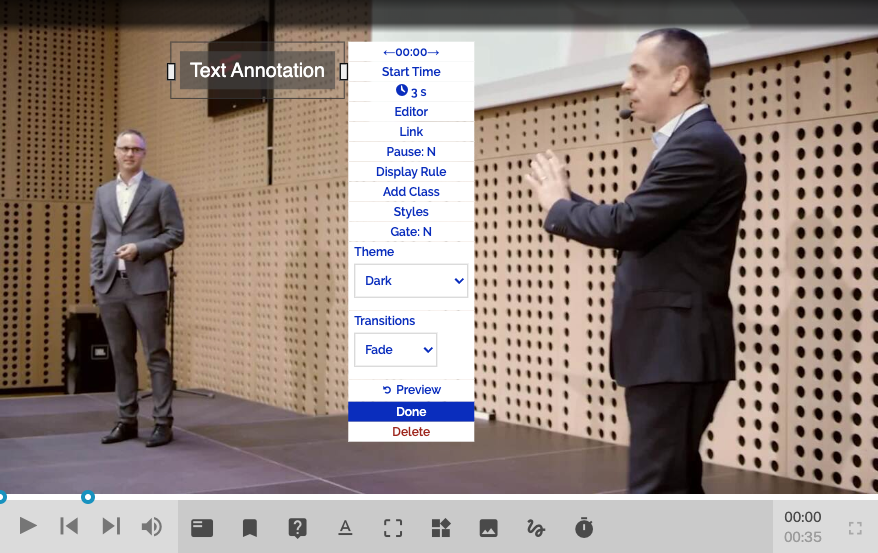 Text Annotation
←00:00→
Start Time
3 s
Editor
Link
Pause: N
Display Rule
Add Class
Styles
Gate: N
Theme
Dark
Transitions
Fade
Preview
Done
Delete
00:00
00:35